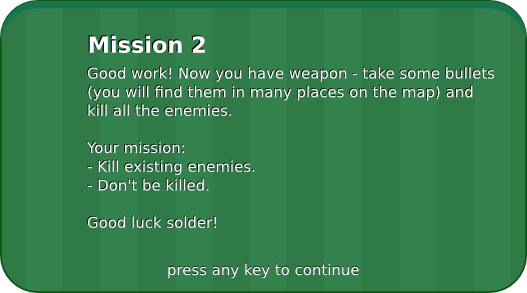 Mission 2
Good work! Now you have weapon - take some bullets
(you will find them in many places on the map) and
kill all the enemies.
Your mission:
- Kill existing enemies.
- Don't be killed.
Good luck solder!
press any key to continue